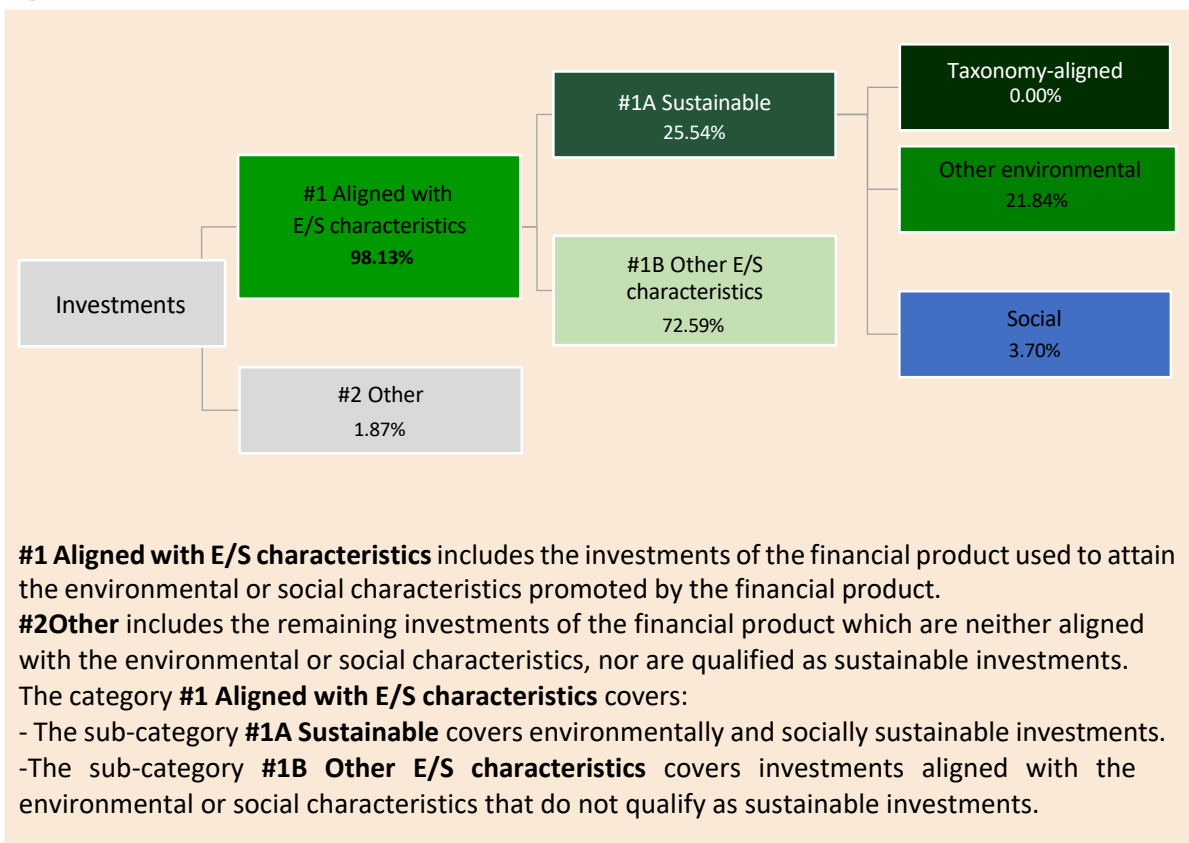 Investments
#1 Aligned with
E/S characteristics
98.13%
#2 Other
1.87%
#1A Sustainable
25.54%
#1B Other E/S
characteristics
72.59%
Taxonomy-aligned
0.00%
Other environmental
21.84%
Social
3.70%
#1 Aligned with E/S characteristics includes the investments of the financial product used to attain
the environmental or social characteristics promoted by the financial product.
#2Other includes the remaining investments of the financial product which are neither aligned
with the environmental or social characteristics, nor are qualified as sustainable investments.
The category #1 Aligned with E/S characteristics covers:
- The sub-category #1A Sustainable covers environmentally and socially sustainable investments.
-The sub-category #1B Other E/S characteristics covers investments aligned with the
environmental or social characteristics that do not qualify as sustainable investments.